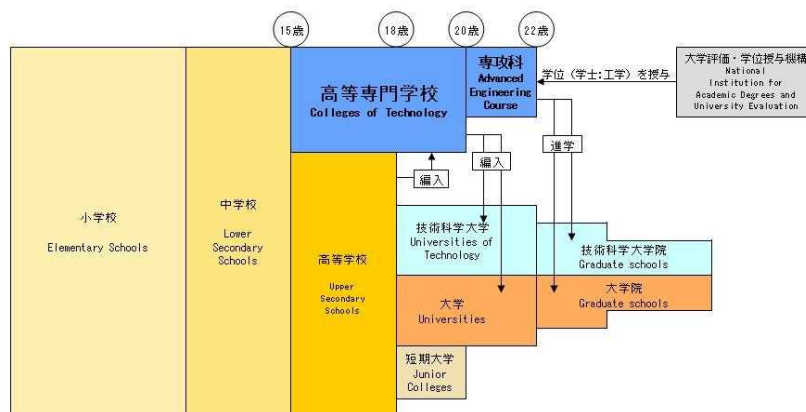 15歳
18歳
20歳
22歳
高等専門学校
Colleges of Technology
専攻科
Advanced
Engineering
Course
学位（学士:工学）を授与
大学評価・学位授与機構
National
Institution for
Academic Degrees and
University Evaluation
編入
編入
進学
小学校
Elementary Schools
中学校
Lower
Secondary
Schools
高等学校
Upper
Secondary
Schools
技術科学大学
Universities of
Technology
技術科学大学院
Graduate schools
大学
Universities
大学院
Graduate schools
短期大学
Junior
Colleges